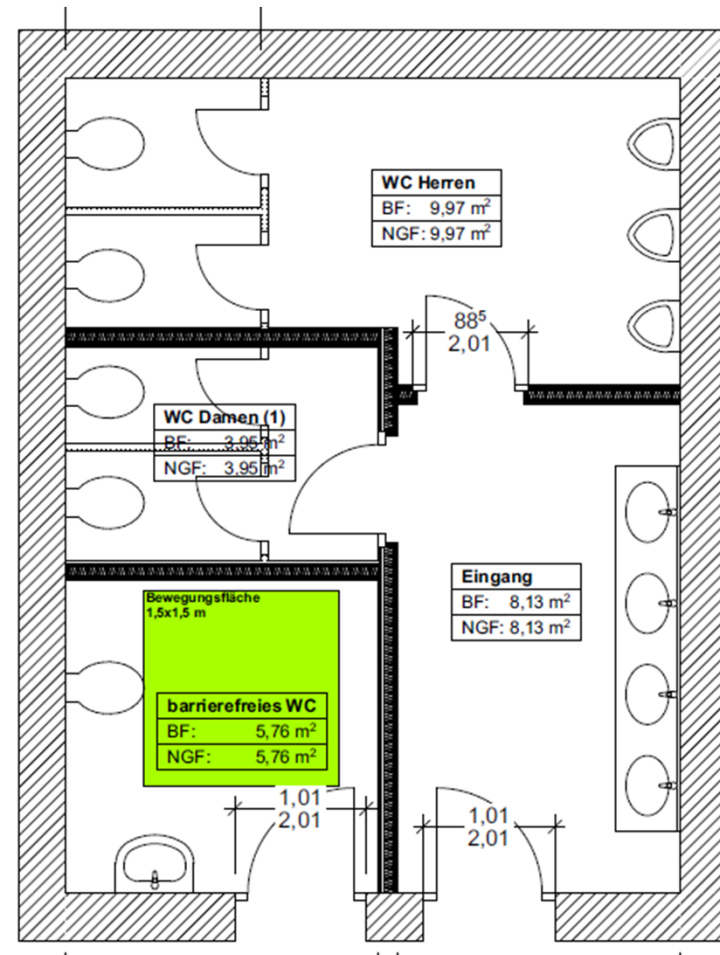 WC Herren
BF: 9,97 m²
NGF: 9,97 m²
88⁵
2,01
WC Damen (1)
BF: 3,95 m²
NGF: 3,95 m²
Eingang
BF: 8,13 m²
NGF: 8,13 m²
Bewegungsfläche
1,5x1,5 m
barrierefreies WC
BF: 5,76 m²
NGF: 5,76 m²
1,01
2,01
1,01
2,01